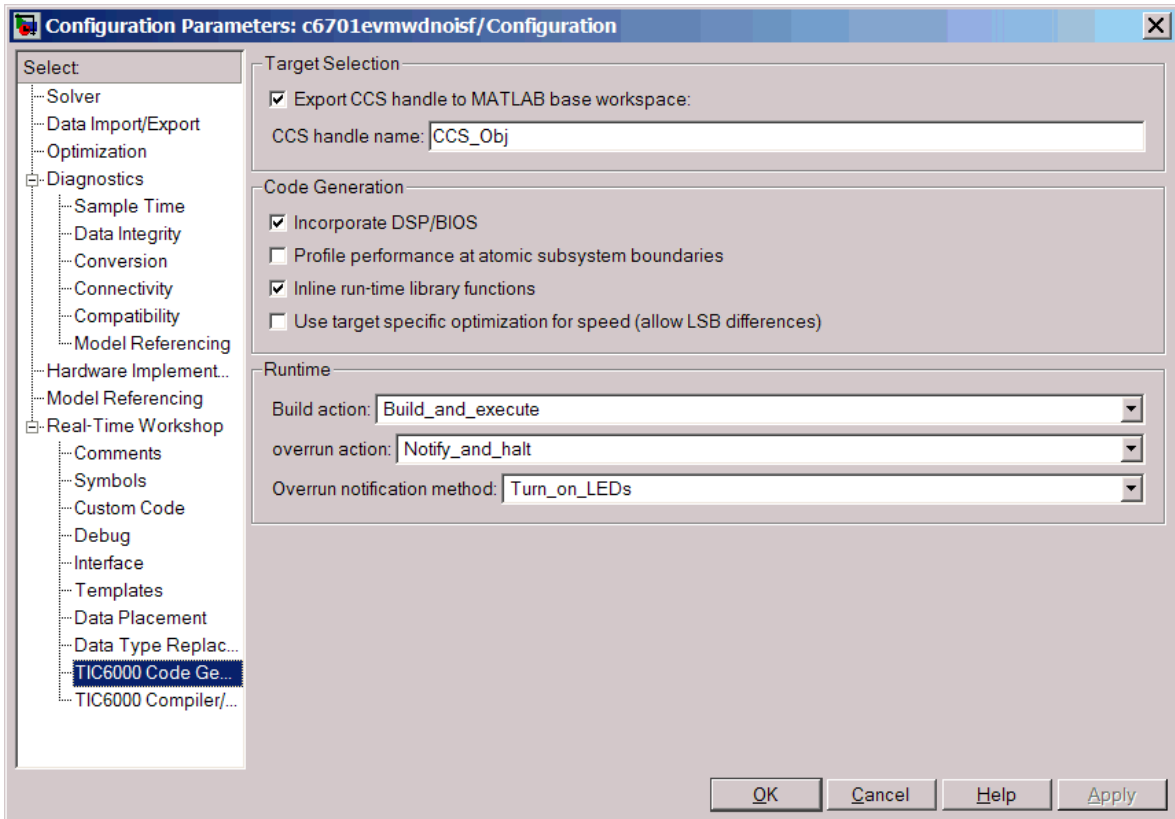 Configuration Parameters: c6701evmwdnoisf/Configuration
Select:
Solver
Data Import/Export
Optimization
Diagnostics
Sample Time
Data Integrity
Conversion
Connectivity
Compatibility
Model Referencing
Hardware Implement...
Model Referencing
Real-Time Workshop
Comments
Symbols
Custom Code
Debug
Interface
Templates
Data Placement
Data Type Replac...
TIC6000 Code Ge...
TIC6000 Compiler/...
Target Selection
Export CCS handle to MATLAB base workspace:
CCS handle name: CCS_Obj
Code Generation
Incorporate DSP/BIOS
Profile performance at atomic subsystem boundaries
Inline run-time library functions
Use target specific optimization for speed (allow LSB differences)
Runtime
Build action: Build_and_execute
overrun action: Notify_and_halt
Overrun notification method: Turn_on_LEDs
OK Cancel Help Apply